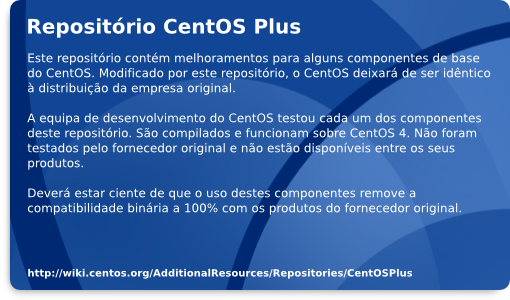 Repositório CentOS Plus
Este repositório contém melhoramentos para alguns componentes de base
do CentOS. Modificado por este repositório, o CentOS deixará de ser idêntico
à distribuição da empresa original.
A equipa de desenvolvimento do CentOS testou cada um dos componentes
deste repositório. São compilados e funcionam sobre CentOS 4. Não foram
testados pelo fornecedor original e não estão disponíveis entre os seus
produtos.
Deverá estar ciente de que o uso destes componentes remove a
compatibilidade binária a 100% com os produtos do fornecedor original.
http://wiki.centos.org/AdditionalResources/Repositories/CentOSPlus